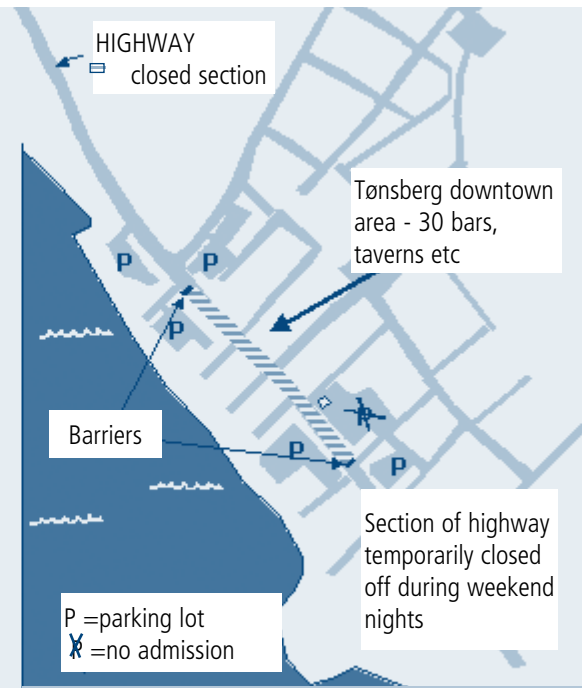 HIGHWAY
closed section
Tønsberg downtown
area - 30 bars,
taverns etc
P
P
P
Barriers
P
P
P
Section of highway
temporarily closed
off during weekend
nights
P =parking lot
P =no admission